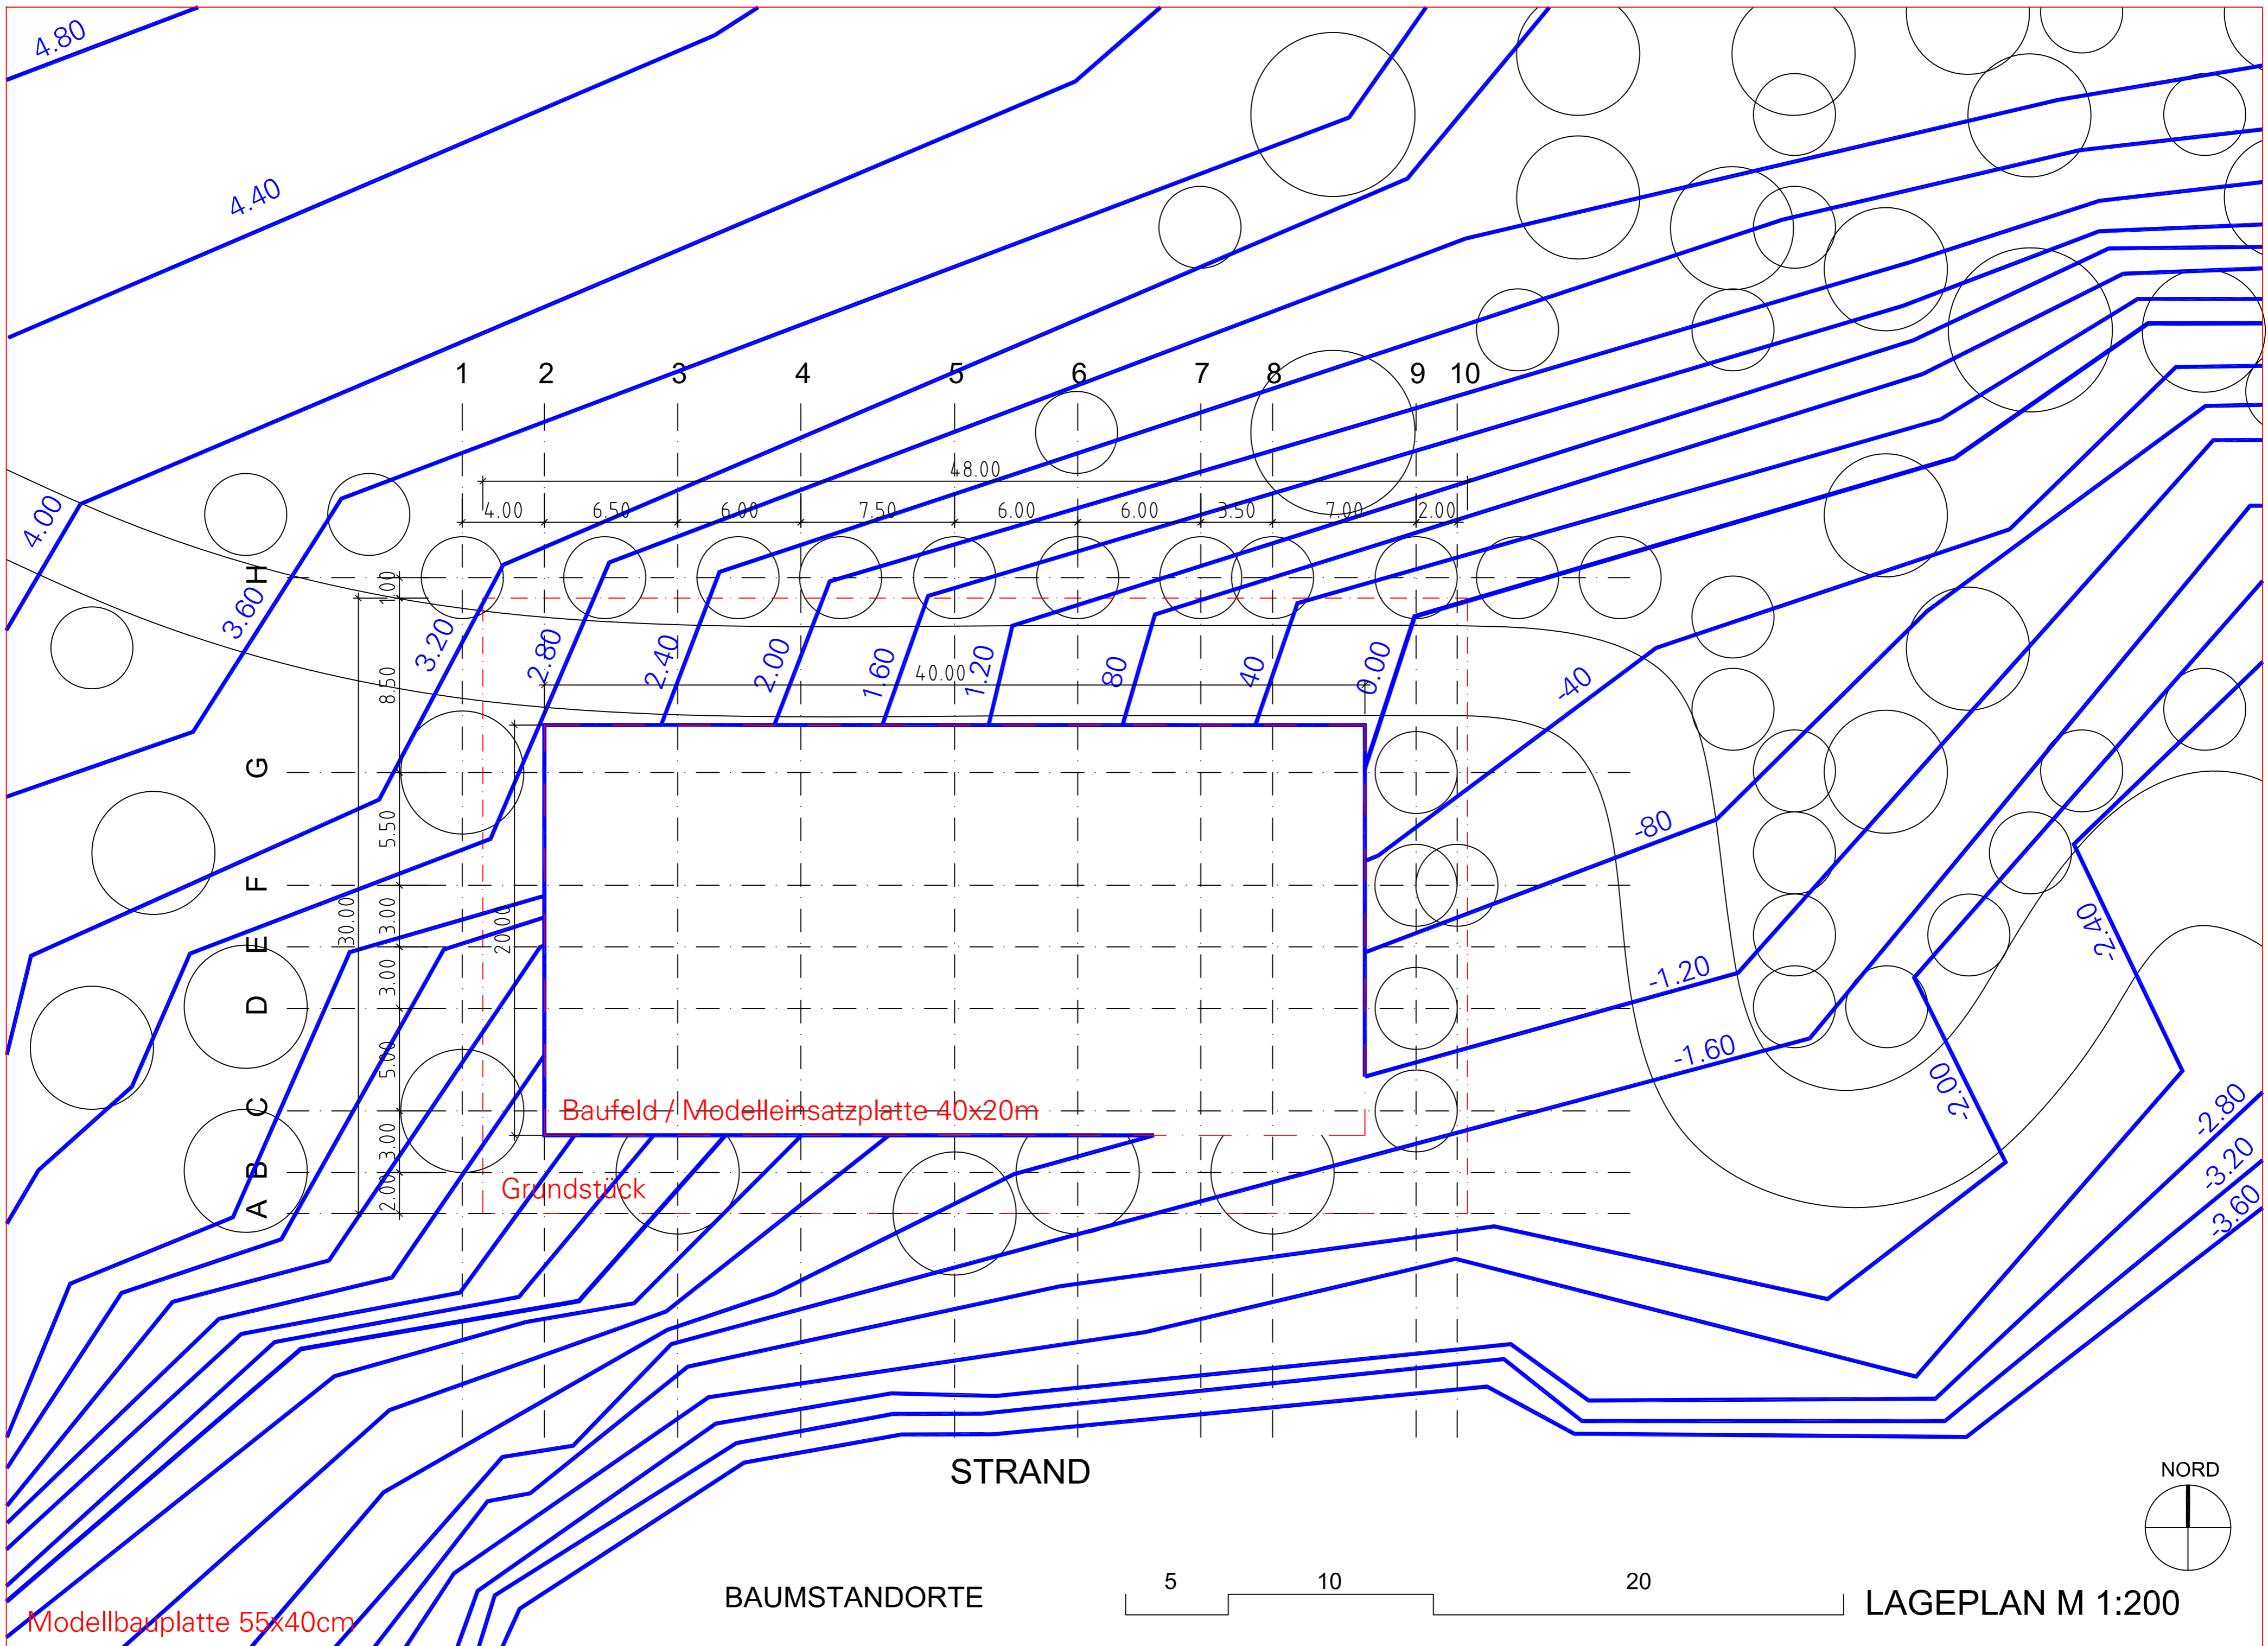 4.80
4.40
4.00
3.60
1 2 3 4 5 6 7 8 9 10
48.00
4.00 6.50 6.00 7.50 6.00 6.00 3.50 7.00 2.00
H
G
F
E
D
C
B
A
1.00
8.50
5.50
3.00
3.00
5.00
3.00
2.00
30.00
20.00
3.20
2.80
2.40
2.00
1.60
1.20
80
40
0.00
40.00
-40
-80
-1.20
-1.60
-2.00
-2.40
-2.80
-3.20
-3.60
Baufeld / Modelleinsatzplatte 40x20m
Grundstück
STRAND
NORD
BAUMSTANDORTE
5 10 20
LAGEPLAN M 1:200
Modellbauplatte 55x40cm